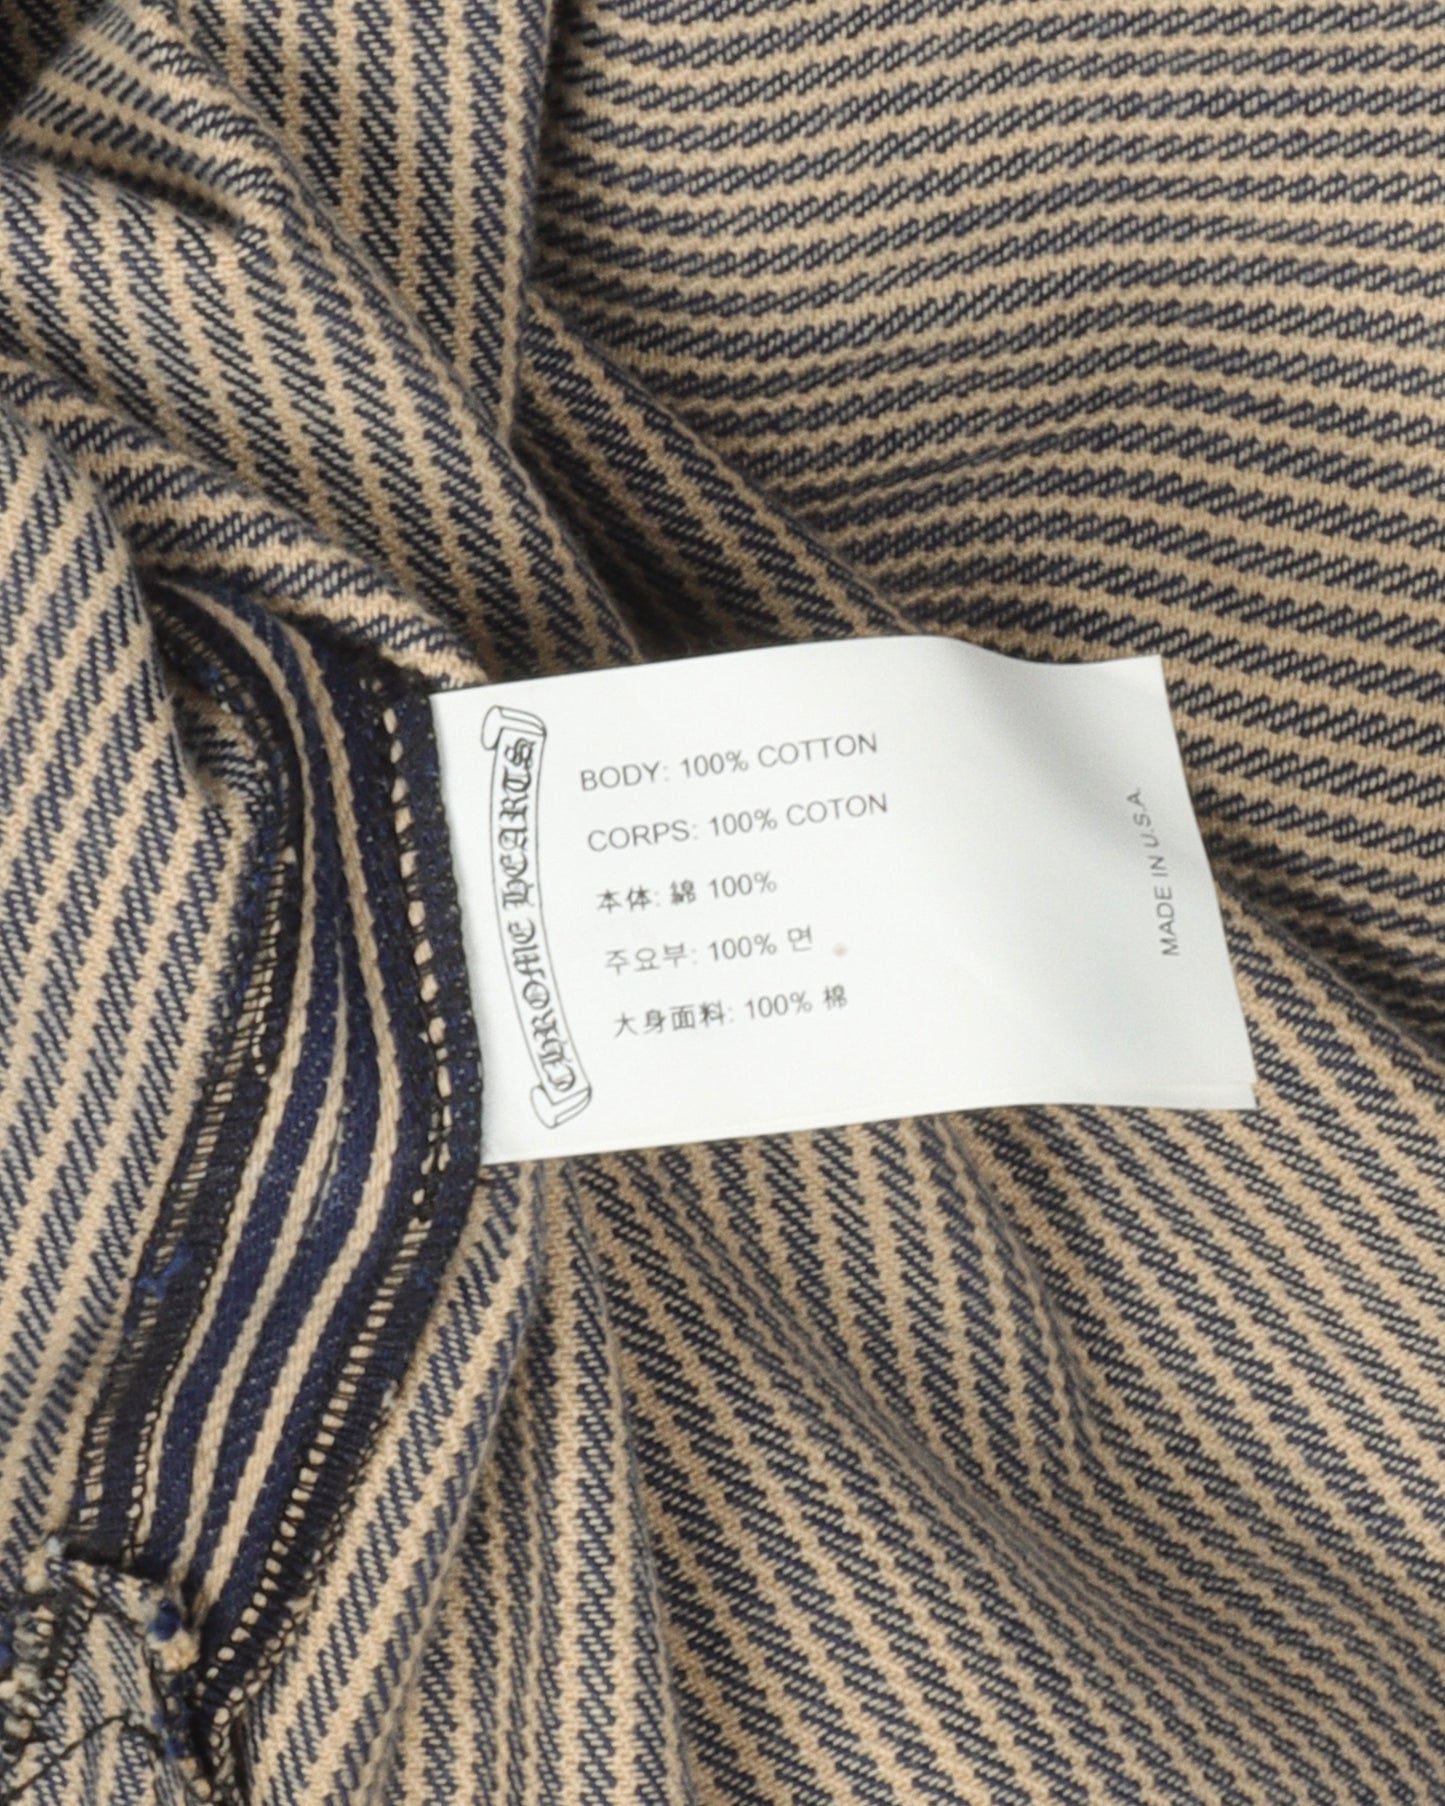 CHROME HEARTS
BODY: 100% COTTON
CORPS: 100% COTON
本体: 綿 100%
주요부: 100% 면
大身面料: 100% 棉
MADE IN U.S.A.